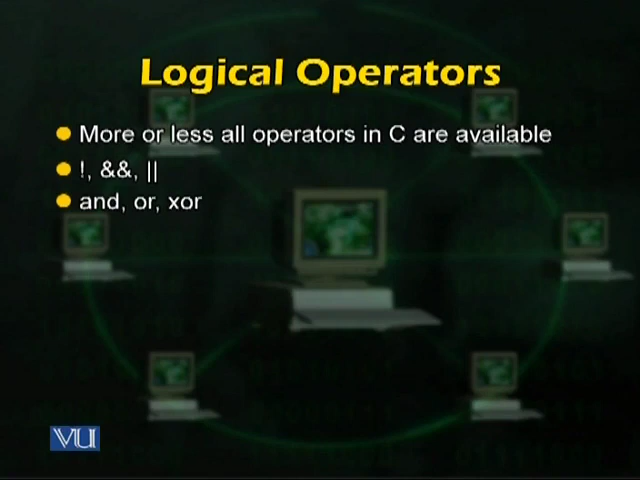 Logical Operators
More or less all operators in C are available
!, &&, ||
and, or, xor
VU